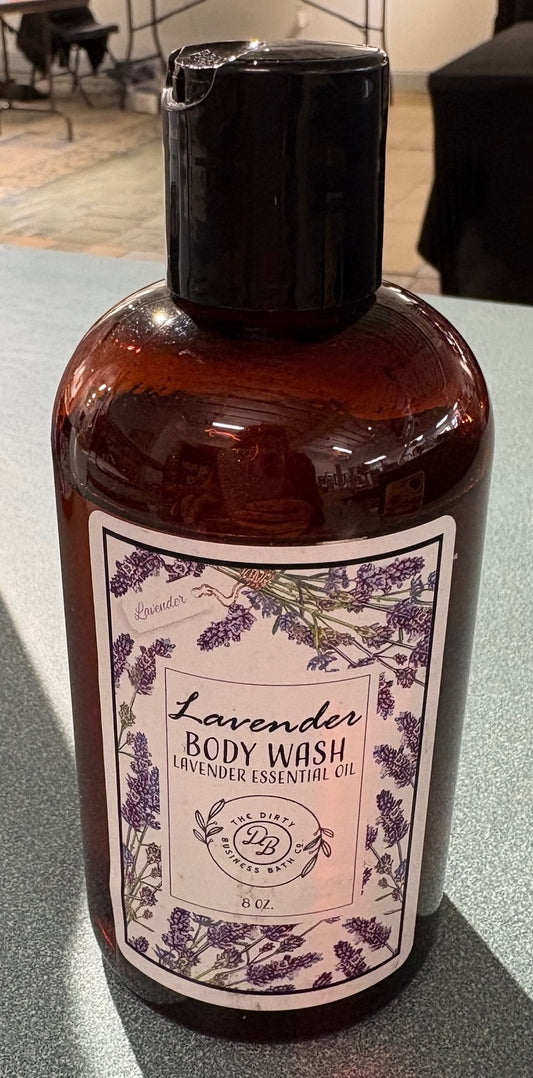 Lavender
Lavender
BODY WASH
LAVENDER ESSENTIAL OIL
THE DIRTY
DB
BUSINESS BATH CO.
8 OZ.